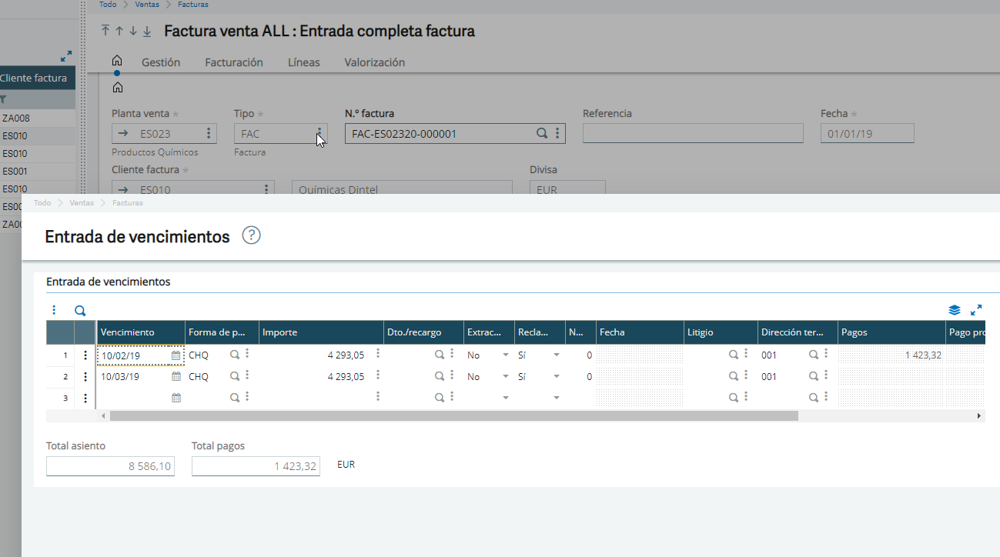 Todo Ventas Facturas
Factura venta ALL : Entrada completa factura
Gestión Facturación Líneas Valorización
Cliente factura
ZA008
ES010
ES010
ES001
ES010
Planta venta * Tipo * N.º factura Referencia Fecha *
ES023 FAC FAC-ES02320-000001 01/01/19
Productos Químicos Factura
Cliente factura * Divisa
ES010 Químicas Dintel EUR
Todo Ventas Facturas
Entrada de vencimientos ?
Entrada de vencimientos
Vencimiento Forma de p... Importe Dto./recargo Extrac... Recla... N... Fecha Litigio Dirección ter... Pagos Pago pro
1 10/02/19 CHQ 4 293,05 No Sí 0 001 1 423,32
2 10/03/19 CHQ 4 293,05 No Sí 0 001
3
Total asiento Total pagos
8 586,10 1 423,32 EUR